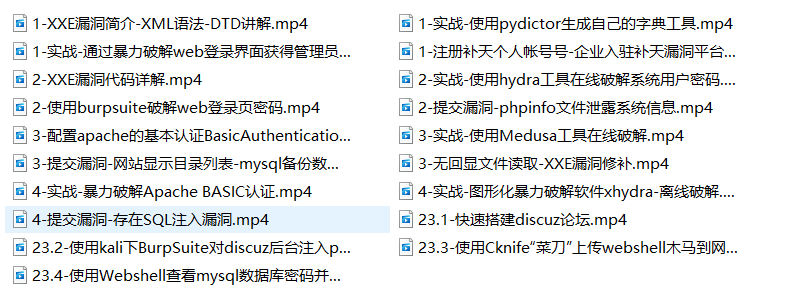 1-XXE漏洞简介-XML语法-DTD讲解.mp4
1-实战-使用pydictor生成自己的字典工具.mp4
1-实战-通过暴力破解web登录界面获得管理员...
1-注册补天个人帐号号-企业入驻补天漏洞平台...
2-XXE漏洞代码详解.mp4
2-实战-使用hydra工具在线破解系统用户密码....
2-使用burpsuite破解web登录页密码.mp4
2-提交漏洞-phpinfo文件泄露系统信息.mp4
3-配置apache的基本认证BasicAuthenticatio...
3-实战-使用Medusa工具在线破解.mp4
3-提交漏洞-网站显示目录列表-mysql备份数...
3-无回显文件读取-XXE漏洞修补.mp4
4-实战-暴力破解Apache BASIC认证.mp4
4-实战-图形化暴力破解软件xhydra-离线破解....
4-提交漏洞-存在SQL注入漏洞.mp4
23.1-快速搭建discuz论坛.mp4
23.2-使用kali下BurpSuite对discuz后台注入p...
23.3-使用Cknife“菜刀”上传webshell木马到网...
23.4-使用Webshell查看mysql数据库密码并...